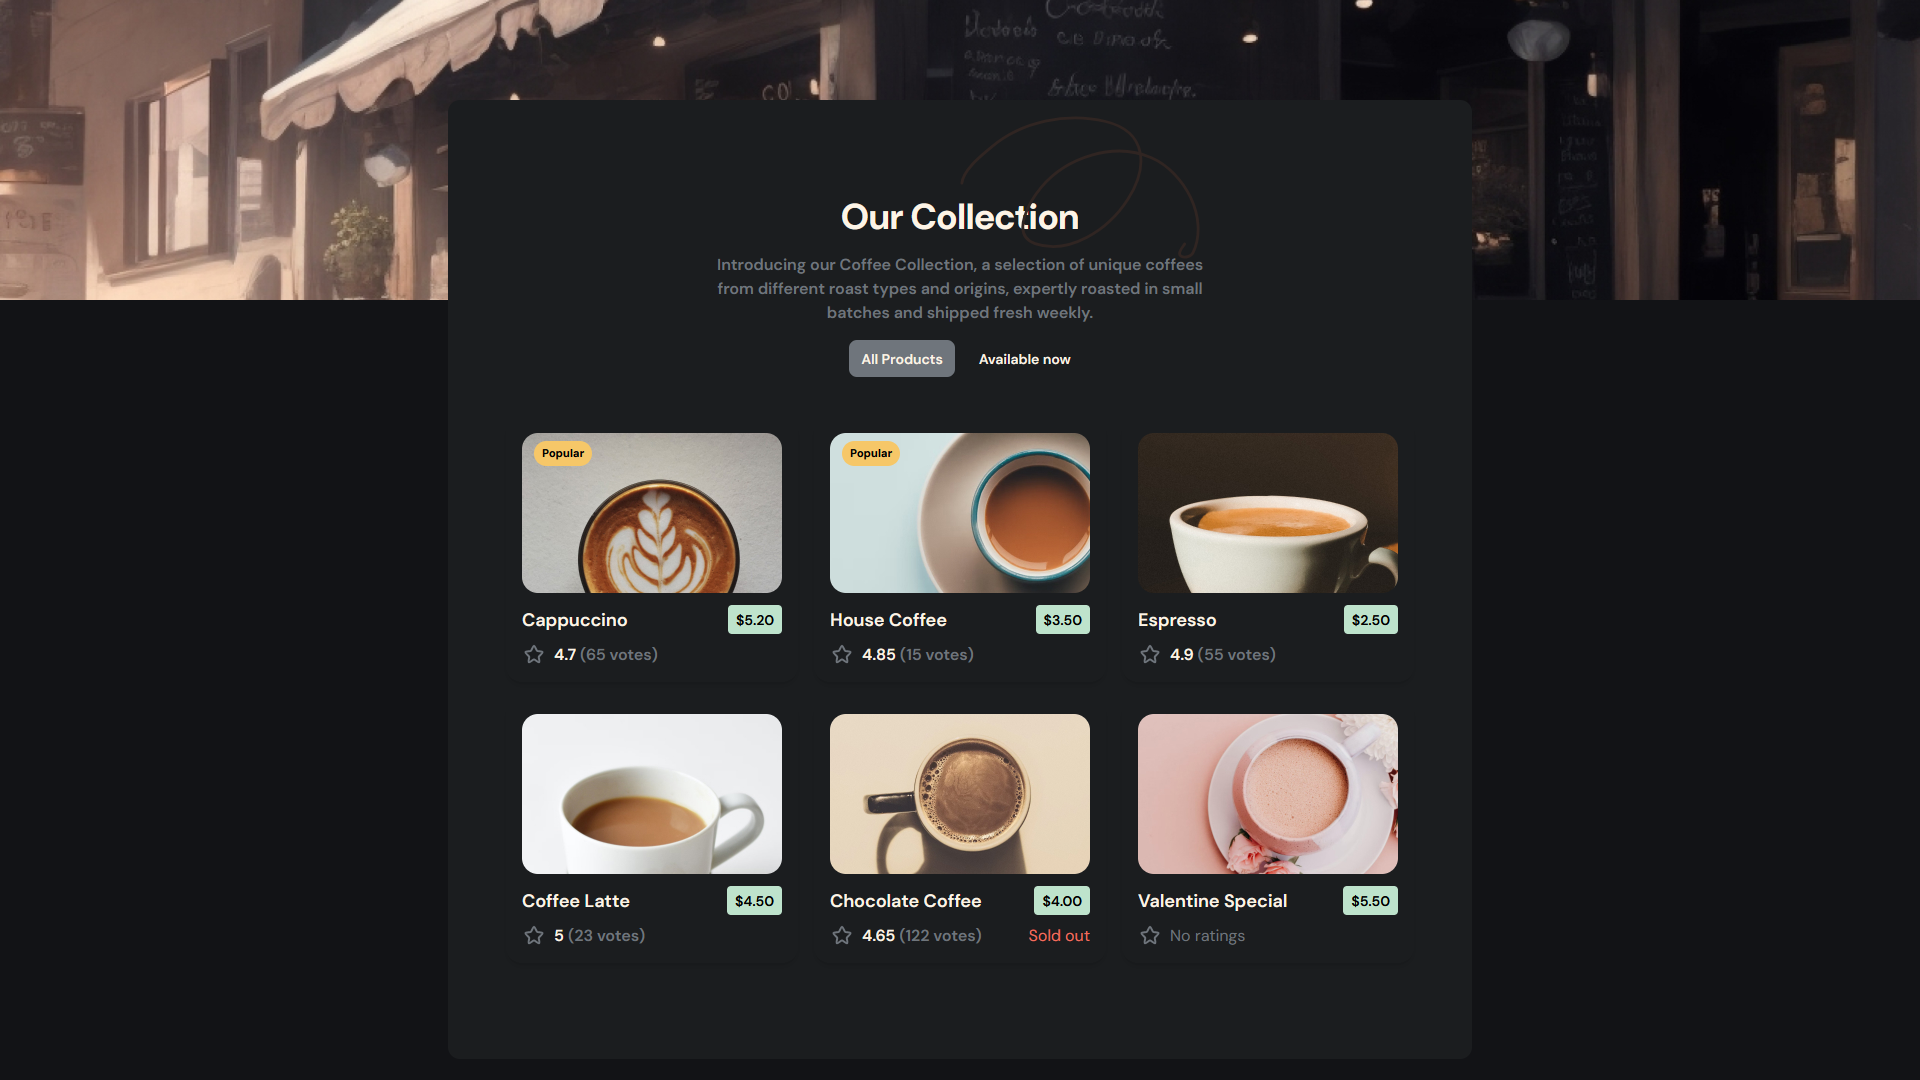 Our Collection
Introducing our Coffee Collection, a selection of unique coffees
from different roast types and origins, expertly roasted in small
batches and shipped fresh weekly.
All Products
Available now
Popular
Popular
Cappuccino
$5.20
House Coffee
$3.50
Espresso
$2.50
4.7 (65 votes)
4.85 (15 votes)
4.9 (55 votes)
Coffee Latte
$4.50
Chocolate Coffee
$4.00
Valentine Special
$5.50
5 (23 votes)
4.65 (122 votes)
Sold out
No ratings